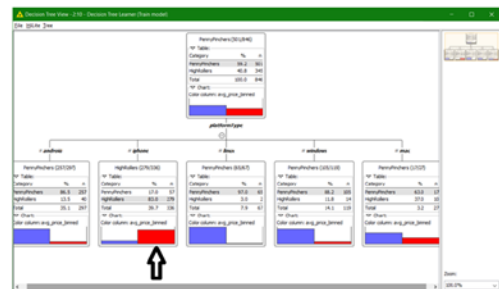 Decision Tree View - 2:10 - Decision Tree Learner (Train model)
File HiLite Tree
PennyPinchers (501/846)
Table:
Category % n
PennyPinchers 59.2 501
HighRollers 40.8 345
Total 100.0 846
Chart:
Color column: avg_price_binned
platformType
= android
= iphone
= linux
= windows
= mac
PennyPinchers (257/297)
Table:
Category % n
PennyPinchers 86.5 257
HighRollers 13.5 40
Total 35.1 297
Chart:
Color column: avg_price_binned
HighRollers (279/336)
Table:
Category % n
PennyPinchers 17.0 57
HighRollers 83.0 279
Total 39.7 336
Chart:
Color column: avg_price_binned
PennyPinchers (65/67)
Table:
Category % n
PennyPinchers 97.0 65
HighRollers 3.0 2
Total 7.9 67
Chart:
Color column: avg_price_binned
PennyPinchers (105/119)
Table:
Category % n
PennyPinchers 88.2 105
HighRollers 11.8 14
Total 14.1 119
Chart:
Color column: avg_price_binned
PennyPinchers (17/27)
Table:
Category % n
PennyPinchers 63.0 17
HighRollers 37.0 10
Total 3.2 27
Chart:
Color column: avg_price_binned
Zoom:
100.0%